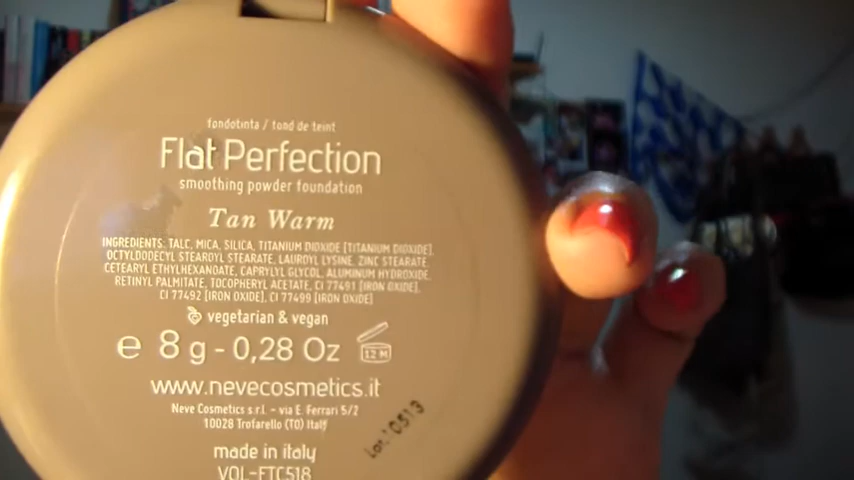 fondotinta / fond de teint
Flat Perfection
smoothing powder foundation
Tan Warm
INGREDIENTS: TALC, MICA, SILICA, TITANIUM DIOXIDE [TITANIUM DIOXIDE],
OCTYLDODECYL STEAROYL STEARATE, LAUROYL LYSINE, ZINC STEARATE,
CETEARYL ETHYLHEXANOATE, CAPRYLYL GLYCOL, ALUMINUM HYDROXIDE,
RETINYL PALMITATE, TOCOPHERYL ACETATE, CI 77491 [IRON OXIDE],
CI 77492 [IRON OXIDE], CI 77499 [IRON OXIDE]
vegetarian & vegan
e 8 g - 0,28 Oz 12 M
www.nevecosmetics.it
Neve Cosmetics s.r.l. - via E. Ferrari 5/2
10028 Trofarello (TO) Italy
Lot. 0513
made in italy
VOL-FTC518